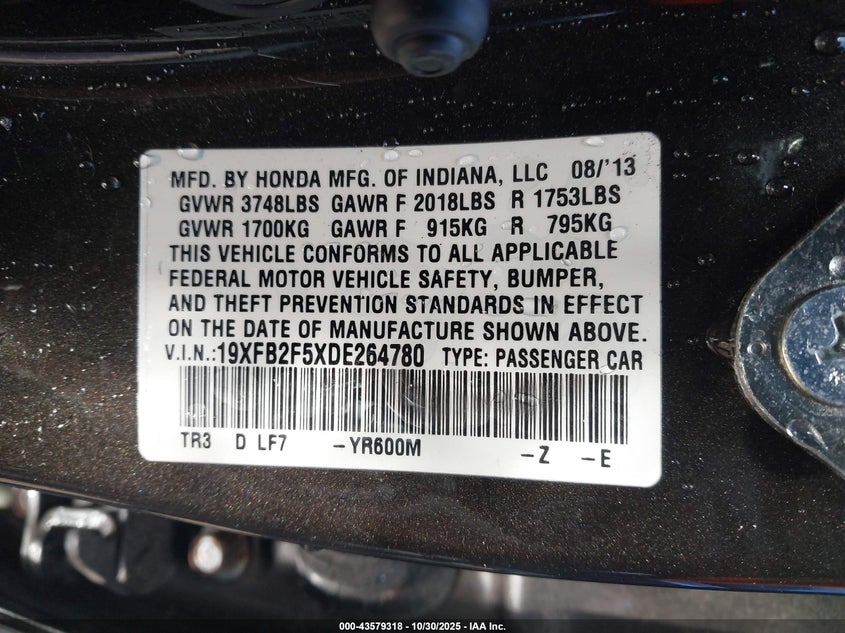 MFD. BY HONDA MFG. OF INDIANA, LLC 08/'13
GVWR 3748LBS GAWR F 2018LBS R 1753LBS
GVWR 1700KG GAWR F 915KG R 795KG
THIS VEHICLE CONFORMS TO ALL APPLICABLE
FEDERAL MOTOR VEHICLE SAFETY, BUMPER,
AND THEFT PREVENTION STANDARDS IN EFFECT
ON THE DATE OF MANUFACTURE SHOWN ABOVE.
V.I.N.:19XFB2F5XDE264780 TYPE: PASSENGER CAR
TR3 D LF7 -YR600M -Z -E
000-43579318 - 10/30/2025 - IAA Inc.